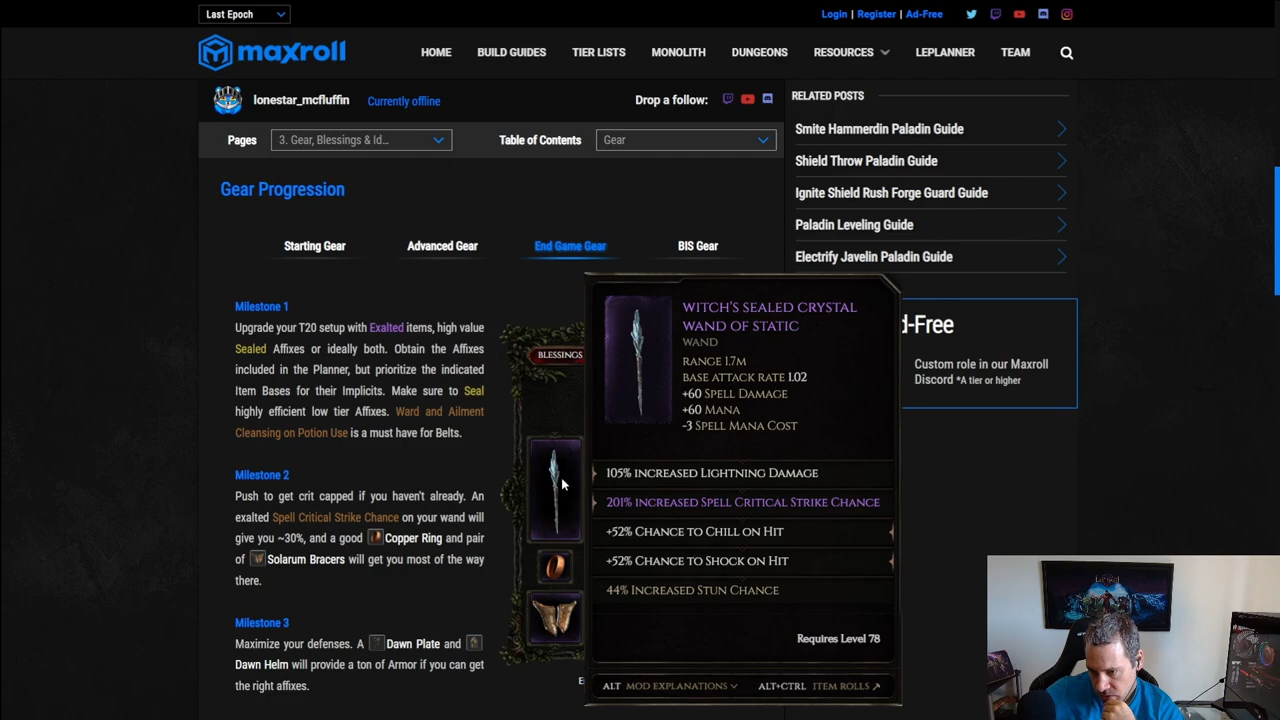 Last Epoch
Login | Register | Ad-Free
maxroll
HOME BUILD GUIDES TIER LISTS MONOLITH DUNGEONS RESOURCES LEPLANNER TEAM
lonestar_mcfluffin Currently offline Drop a follow:
Pages 3. Gear, Blessings & Id... Table of Contents Gear
Gear Progression
Starting Gear Advanced Gear End Game Gear BIS Gear
Milestone 1
Upgrade your T20 setup with Exalted items, high value
Sealed Affixes or ideally both. Obtain the Affixes
included in the Planner, but prioritize the indicated
Item Bases for their Implicits. Make sure to Seal
highly efficient low tier Affixes. Ward and Ailment
Cleansing on Potion Use is a must have for Belts.
Milestone 2
Push to get crit capped if you haven't already. An
exalted Spell Critical Strike Chance on your wand will
give you ~30%, and a good Copper Ring and pair
of Solarum Bracers will get you most of the way
there.
Milestone 3
Maximize your defenses. A Dawn Plate and
Dawn Helm will provide a ton of Armor if you can get
the right affixes.
BLESSINGS
WITCH'S SEALED CRYSTAL
WAND OF STATIC
WAND
RANGE 1.7M
BASE ATTACK RATE 1.02
+60 SPELL DAMAGE
+60 MANA
-3 SPELL MANA COST
105% INCREASED LIGHTNING DAMAGE
201% INCREASED SPELL CRITICAL STRIKE CHANCE
+52% CHANCE TO CHILL ON HIT
+52% CHANCE TO SHOCK ON HIT
44% INCREASED STUN CHANCE
Requires Level 78
ALT MOD EXPLANATIONS ALT+CTRL ITEM ROLLS
RELATED POSTS
Smite Hammerdin Paladin Guide
Shield Throw Paladin Guide
Ignite Shield Rush Forge Guard Guide
Paladin Leveling Guide
Electrify Javelin Paladin Guide
d-Free
Custom role in our Maxroll
Discord *A tier or higher